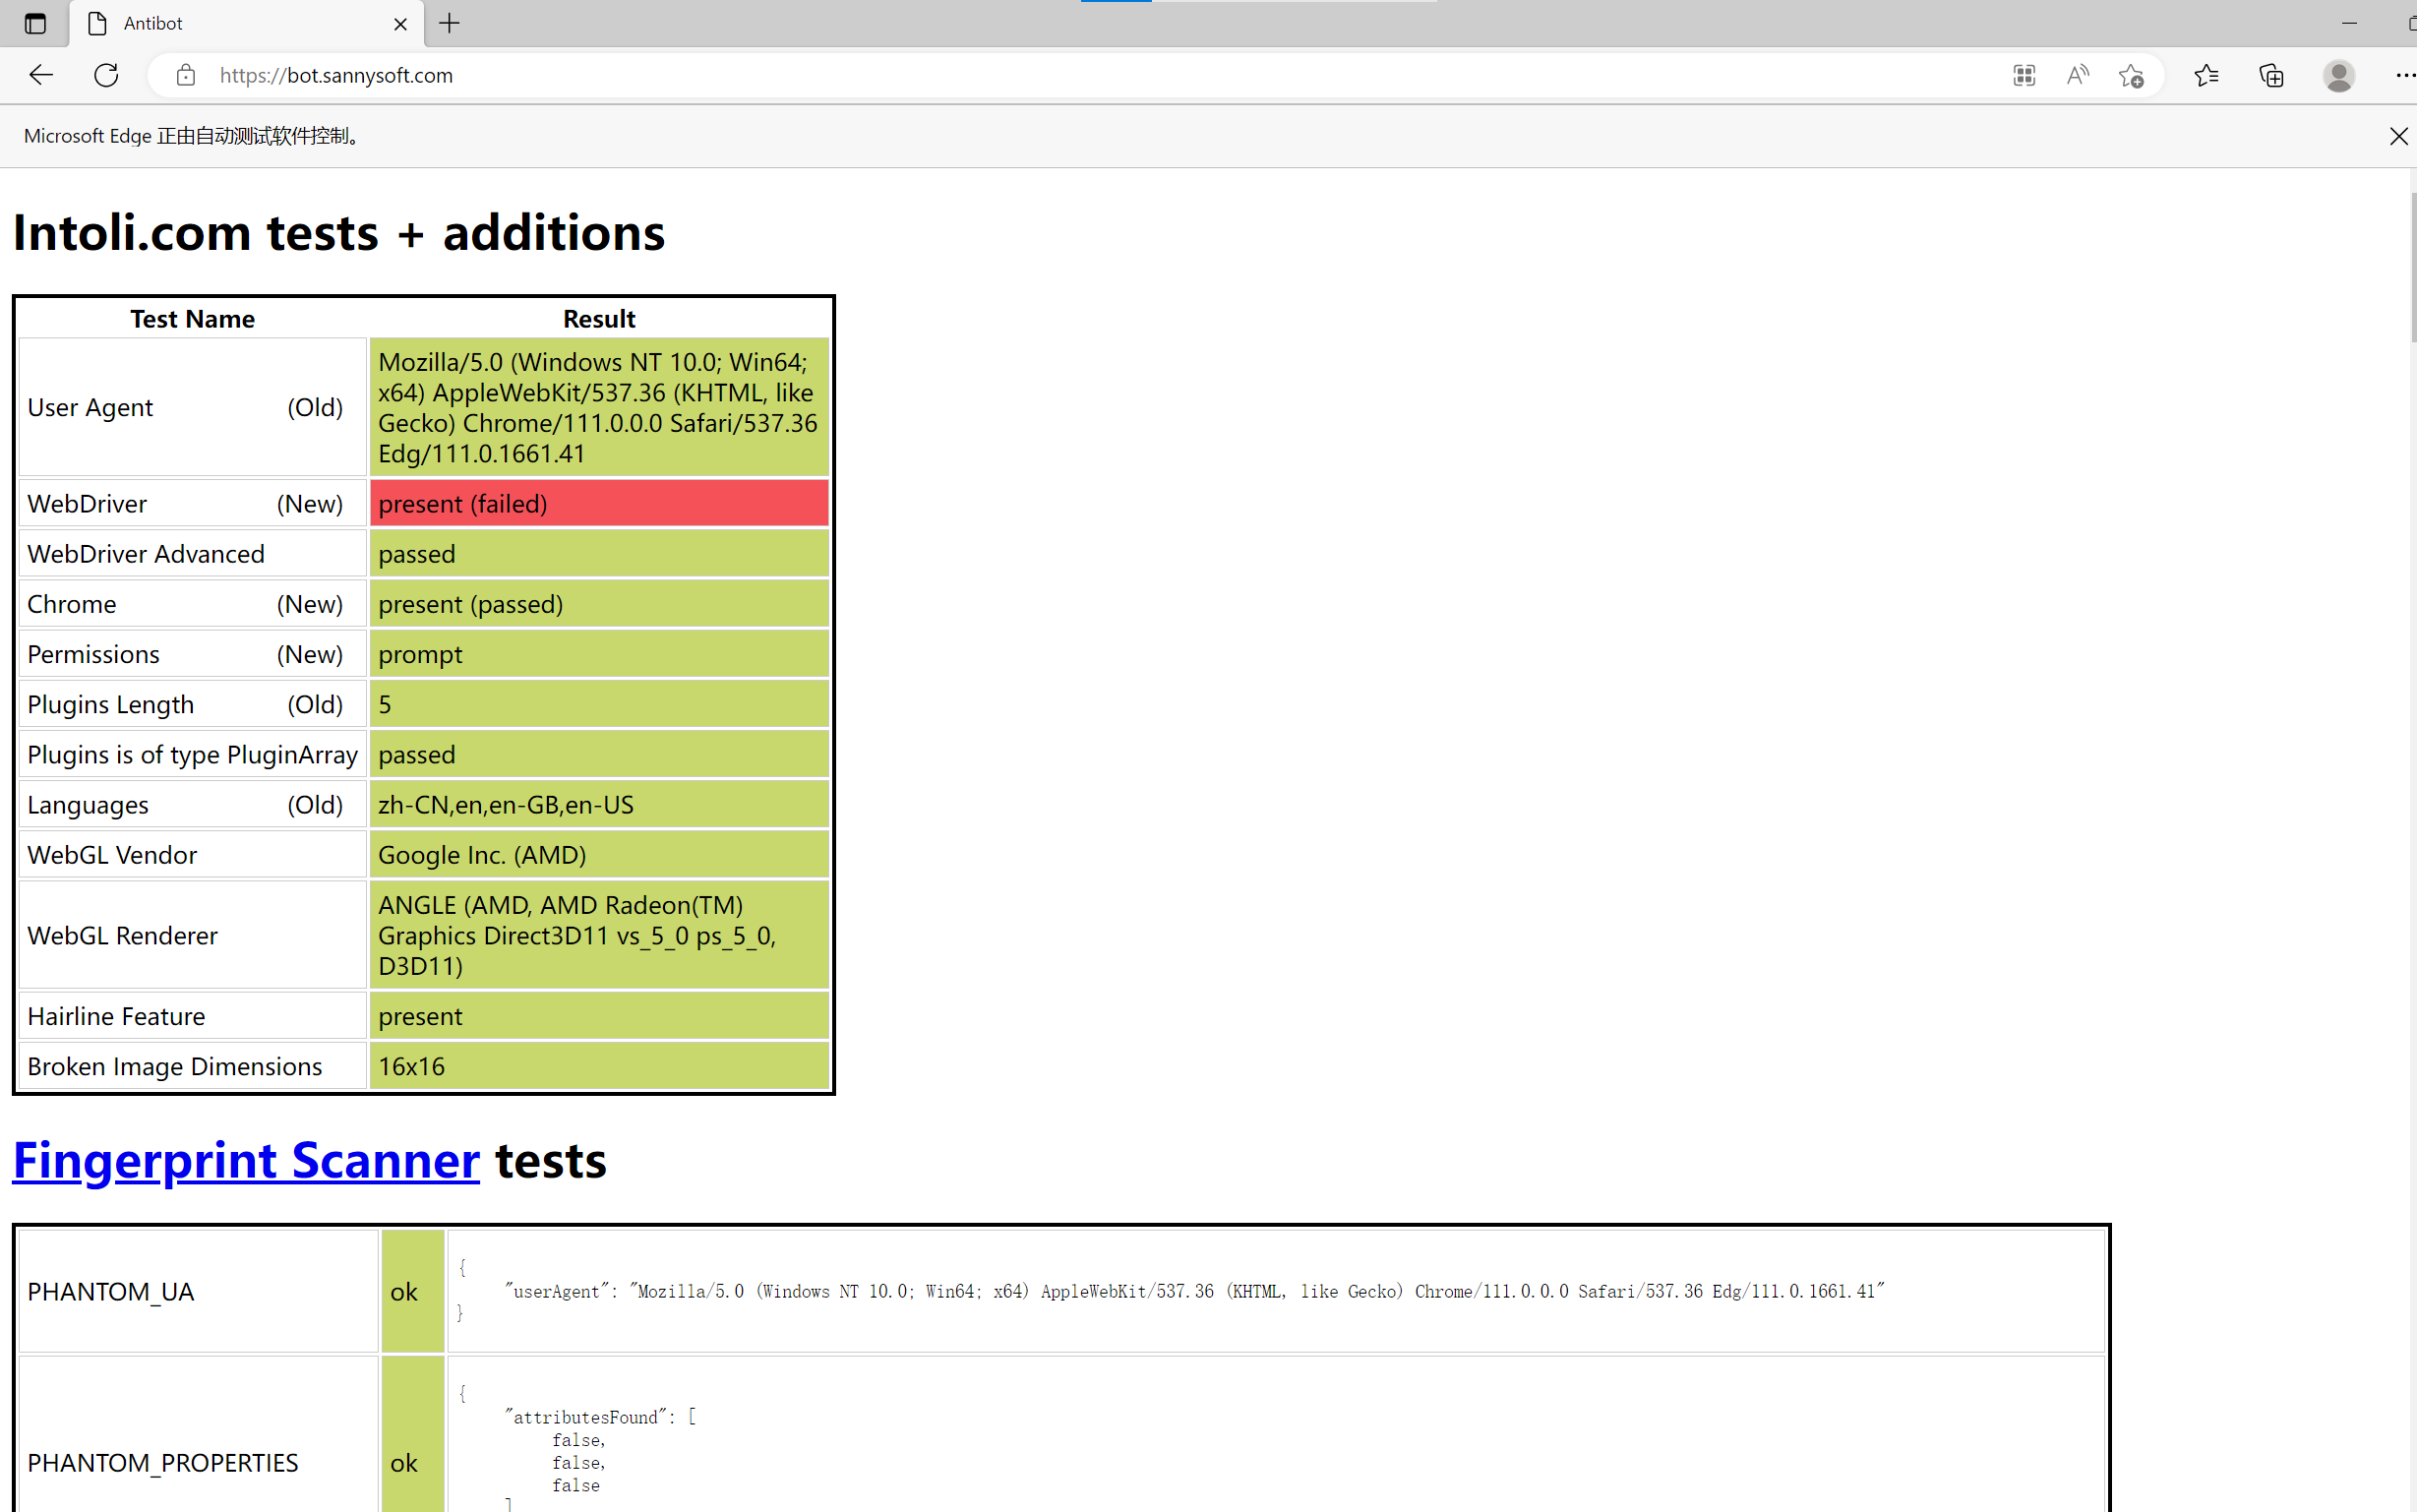 Antibot
https://bot.sannysoft.com
Microsoft Edge 正由自动测试软件控制。
Intoli.com tests + additions
Test Name Result
User Agent (Old) Mozilla/5.0 (Windows NT 10.0; Win64;
x64) AppleWebKit/537.36 (KHTML, like
Gecko) Chrome/111.0.0.0 Safari/537.36
Edg/111.0.1661.41
WebDriver (New) present (failed)
WebDriver Advanced passed
Chrome (New) present (passed)
Permissions (New) prompt
Plugins Length (Old) 5
Plugins is of type PluginArray passed
Languages (Old) zh-CN,en,en-GB,en-US
WebGL Vendor Google Inc. (AMD)
WebGL Renderer ANGLE (AMD, AMD Radeon(TM)
Graphics Direct3D11 vs_5_0 ps_5_0,
D3D11)
Hairline Feature present
Broken Image Dimensions 16x16
Fingerprint Scanner tests
PHANTOM_UA ok {
"userAgent": "Mozilla/5.0 (Windows NT 10.0; Win64; x64) AppleWebKit/537.36 (KHTML, like Gecko) Chrome/111.0.0.0 Safari/537.36 Edg/111.0.1661.41"
}
PHANTOM_PROPERTIES ok {
"attributesFound": [
false,
false,
false
]